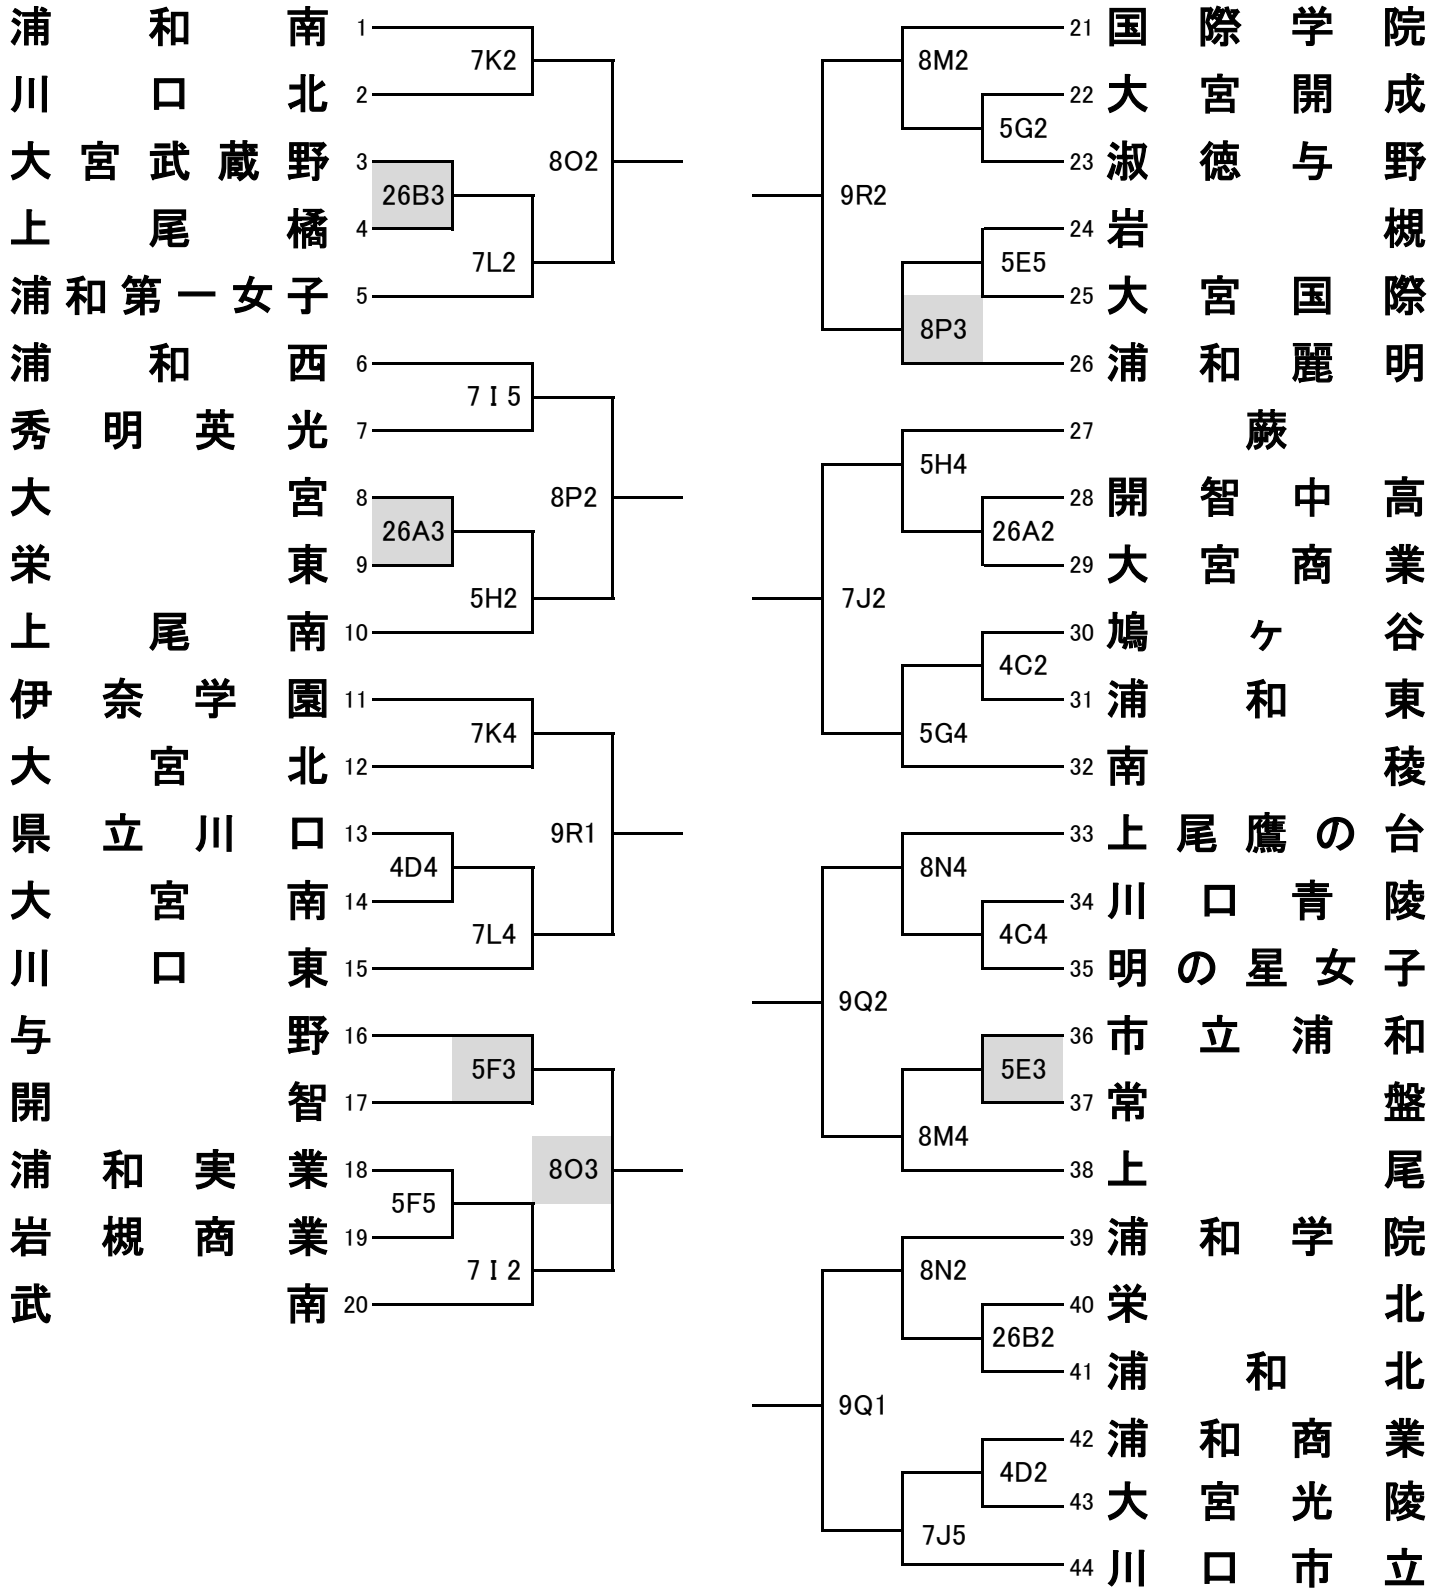 浦和南 1
7K2
川口北 2
大宮武蔵野 3
8O2
26B3
上尾橘 4
7L2
浦和第一女子 5
浦和西 6
7I5
秀明英光 7
大宮 8
8P2
26A3
栄東 9
5H2
上尾南 10
伊奈学園 11
7K4
大宮北 12
県立川口 13
9R1
4D4
大宮南 14
7L4
川口東 15
与野 16
5F3
開智 17
浦和実業 18
8O3
5F5
岩槻商業 19
7I2
武南 20
21 国際学院
8M2
22 大宮開成
5G2
23 淑徳与野
9R2
24 岩槻
5E5
25 大宮国際
8P3
26 浦和麗明
27 蕨
5H4
28 開智中高
26A2
29 大宮商業
7J2
30 鳩ヶ谷
4C2
31 浦和東
5G4
32 南稜
33 上尾鷹の台
8N4
34 川口青陵
4C4
35 明の星女子
9Q2
36 市立浦和
5E3
37 常盤
8M4
38 上尾
39 浦和学院
8N2
40 栄北
26B2
41 浦和北
9Q1
42 浦和商業
4D2
43 大宮光陵
7J5
44 川口市立